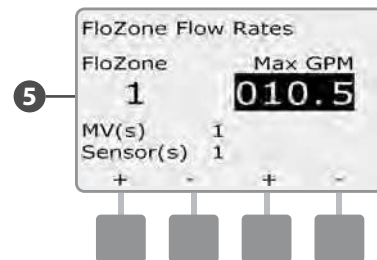 FloZone Flow Rates
FloZone Max GPM
5 1 010.5
MV(s) 1
Sensor(s) 1
+ - + -